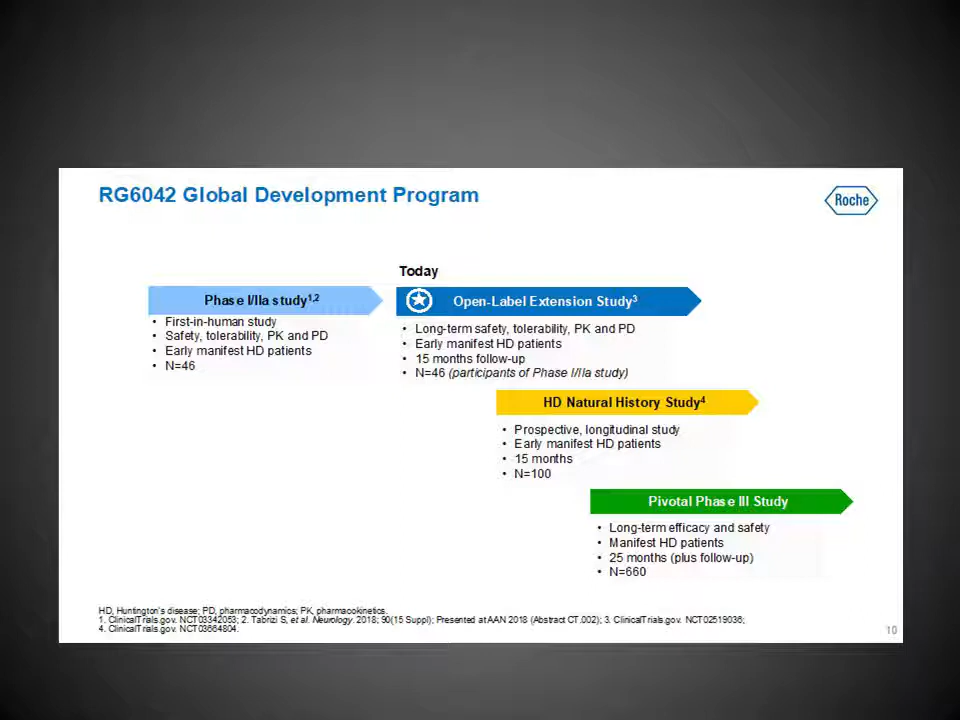 RG6042 Global Development Program
Roche
Today
Phase I/IIa study1,2
Open-Label Extension Study3
• First-in-human study
• Safety, tolerability, PK and PD
• Early manifest HD patients
• N=46
• Long-term safety, tolerability, PK and PD
• Early manifest HD patients
• 15 months follow-up
• N=46 (participants of Phase I/IIa study)
HD Natural History Study4
• Prospective, longitudinal study
• Early manifest HD patients
• 15 months
• N=100
Pivotal Phase III Study
• Long-term efficacy and safety
• Manifest HD patients
• 25 months (plus follow-up)
• N=660
HD, Huntington's disease; PD, pharmacodynamics; PK, pharmacokinetics.
1. ClinicalTrials.gov. NCT03342053; 2. Tabrizi S, et al. Neurology. 2018; 90(15 Suppl); Presented at AAN 2018 (Abstract CT.002); 3. ClinicalTrials.gov. NCT02519036;
4. ClinicalTrials.gov. NCT03664804.
10